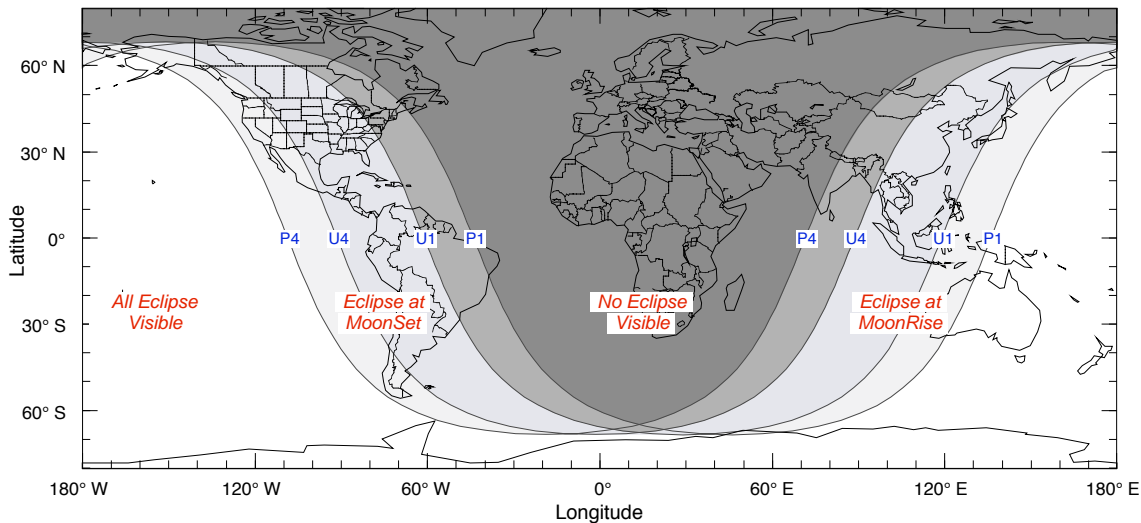 60° N
30° N
0°
30° S
60° S
Latitude
P4
U4
U1
P1
P4
U4
U1
P1
All Eclipse
Visible
Eclipse at
MoonSet
No Eclipse
Visible
Eclipse at
MoonRise
180° W
120° W
60° W
0°
60° E
120° E
180° E
Longitude